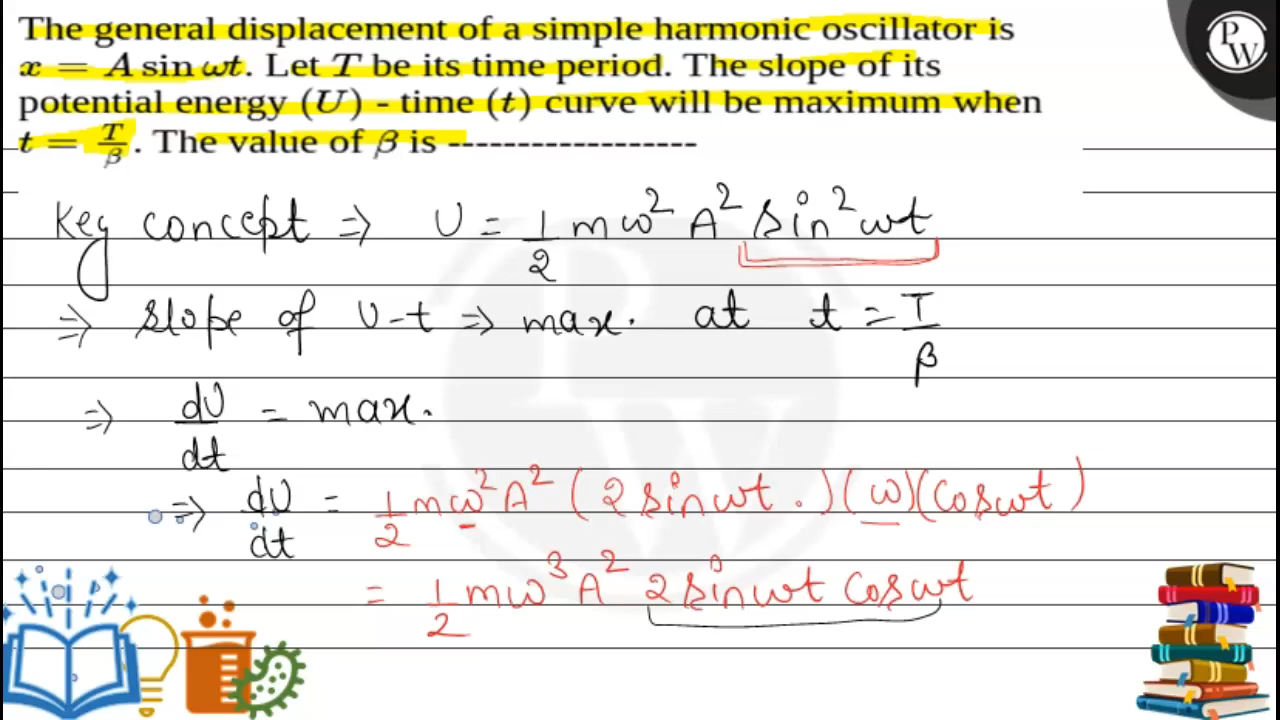 The general displacement of a simple harmonic oscillator is
x = A sin ωt. Let T be its time period. The slope of its
potential energy (U) - time (t) curve will be maximum when
t = T/β. The value of β is ------------------
PW
Key concept ⇒ U = 1/2 mω² A² sin² ωt
⇒ slope of U-t ⇒ max. at t = T/β
⇒ dU/dt = max.
⇒ dU/dt = 1/2 mω² A² (2 sin ωt .) (ω)(cos ωt)
= 1/2 mω³ A² 2 sin ωt cos ωt